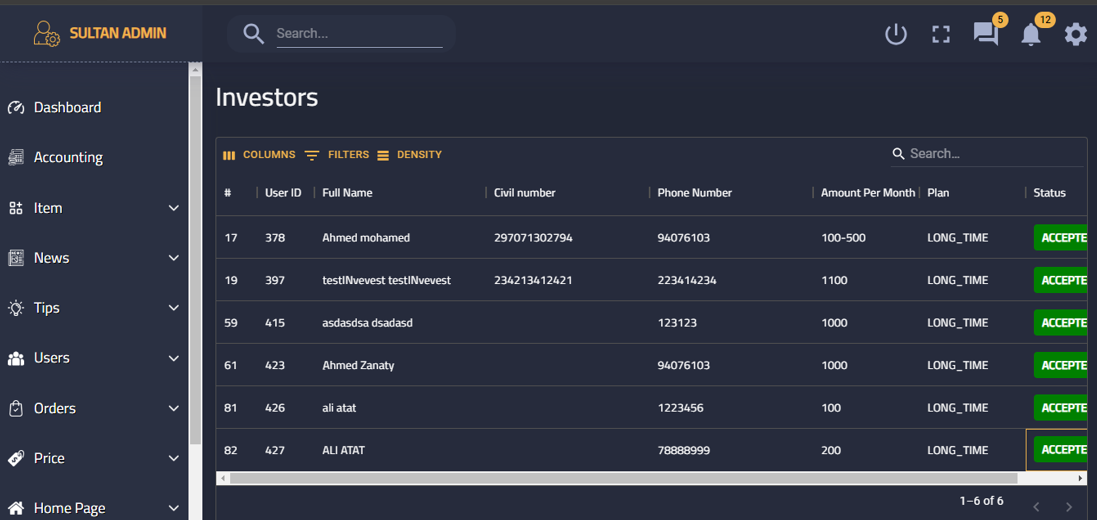 SULTAN ADMIN
Search...
5
12
Dashboard
Accounting
Item
News
Tips
Users
Orders
Price
Home Page
Investors
COLUMNS FILTERS DENSITY
Search...
# User ID Full Name Civil number Phone Number Amount Per Month Plan Status
17 378 Ahmed mohamed 297071302794 94076103 100-500 LONG_TIME ACCEPTE
19 397 testINvevest testINvevest 234213412421 223414234 1100 LONG_TIME ACCEPTE
59 415 asdasdsa dsadasd 123123 1000 LONG_TIME ACCEPTE
61 423 Ahmed Zanaty 94076103 1000 LONG_TIME ACCEPTE
81 426 ali atat 1223456 100 LONG_TIME ACCEPTE
82 427 ALI ATAT 78888999 200 LONG_TIME ACCEPTE
1–6 of 6